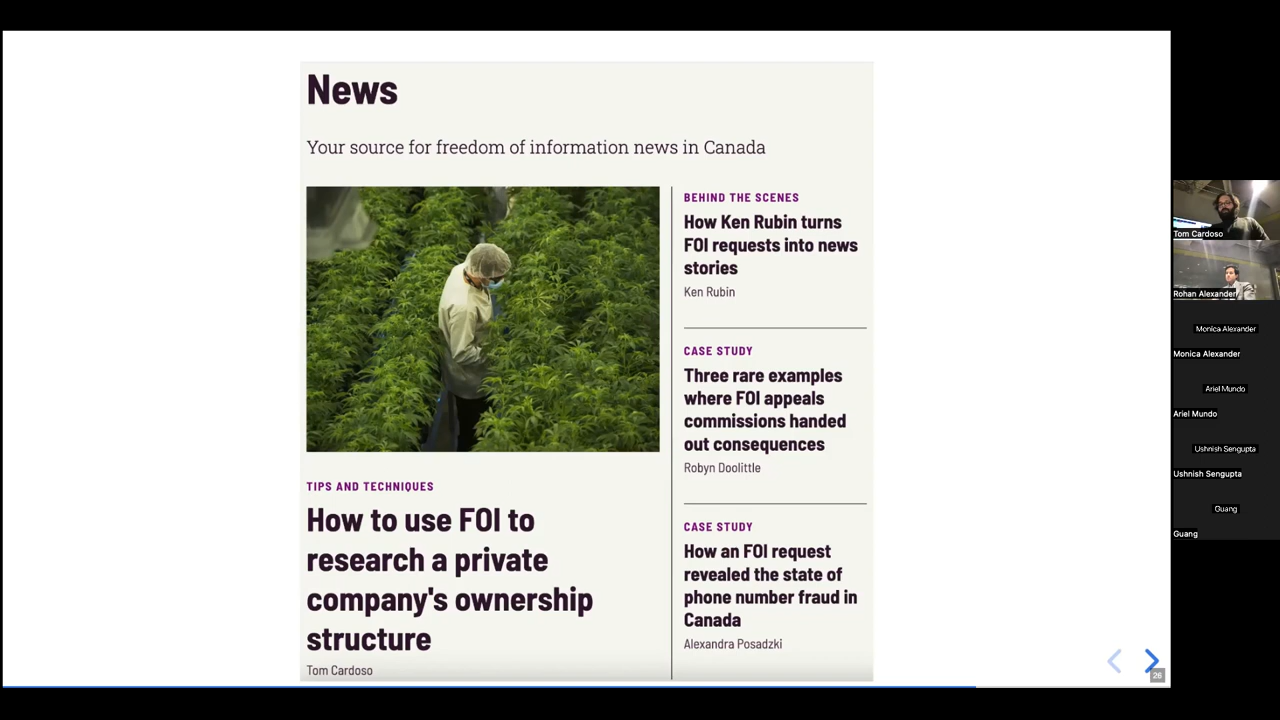 News
Your source for freedom of information news in Canada
TIPS AND TECHNIQUES
How to use FOI to
research a private
company's ownership
structure
Tom Cardoso
BEHIND THE SCENES
How Ken Rubin turns
FOI requests into news
stories
Ken Rubin
CASE STUDY
Three rare examples
where FOI appeals
commissions handed
out consequences
Robyn Doolittle
CASE STUDY
How an FOI request
revealed the state of
phone number fraud in
Canada
Alexandra Posadzki
26
Tom Cardoso
Rohan Alexander
Monica Alexander
Monica Alexander
Ariel Mundo
Ariel Mundo
Ushnish Sengupta
Ushnish Sengupta
Guang
Guang